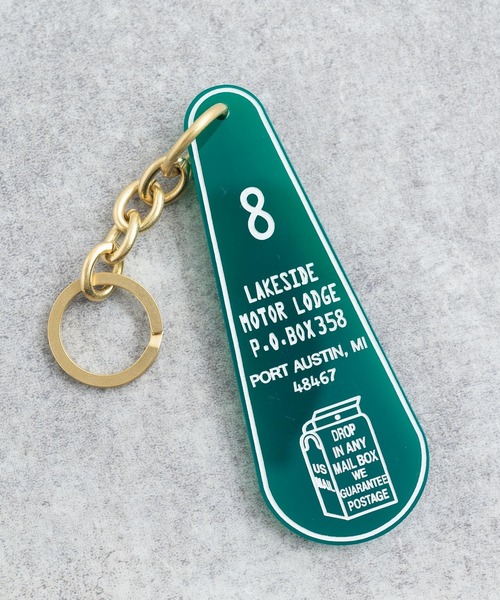 8
LAKESIDE
MOTOR LODGE
P.O.BOX 358
PORT AUSTIN, MI
48467
DROP
IN ANY
MAIL BOX
WE
GUARANTEE
POSTAGE
US
MAIL